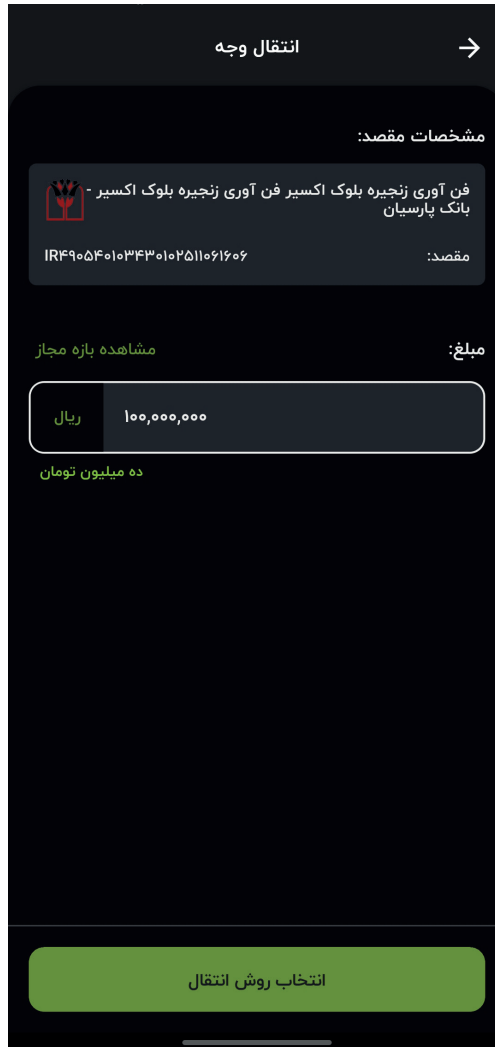 انتقال وجه
مشخصات مقصد:
فن آوری زنجیره بلوک اکسیر فن آوری زنجیره بلوک اکسیر -
بانک پارسیان
مقصد:
IR۴۹۰۵۴۰۱۰۳۴۳۰۱۰۲۵۱۱۰۶۱۶۰۶
مبلغ:
مشاهده بازه مجاز
۱۰۰,۰۰۰,۰۰۰
ریال
ده میلیون تومان
انتخاب روش انتقال